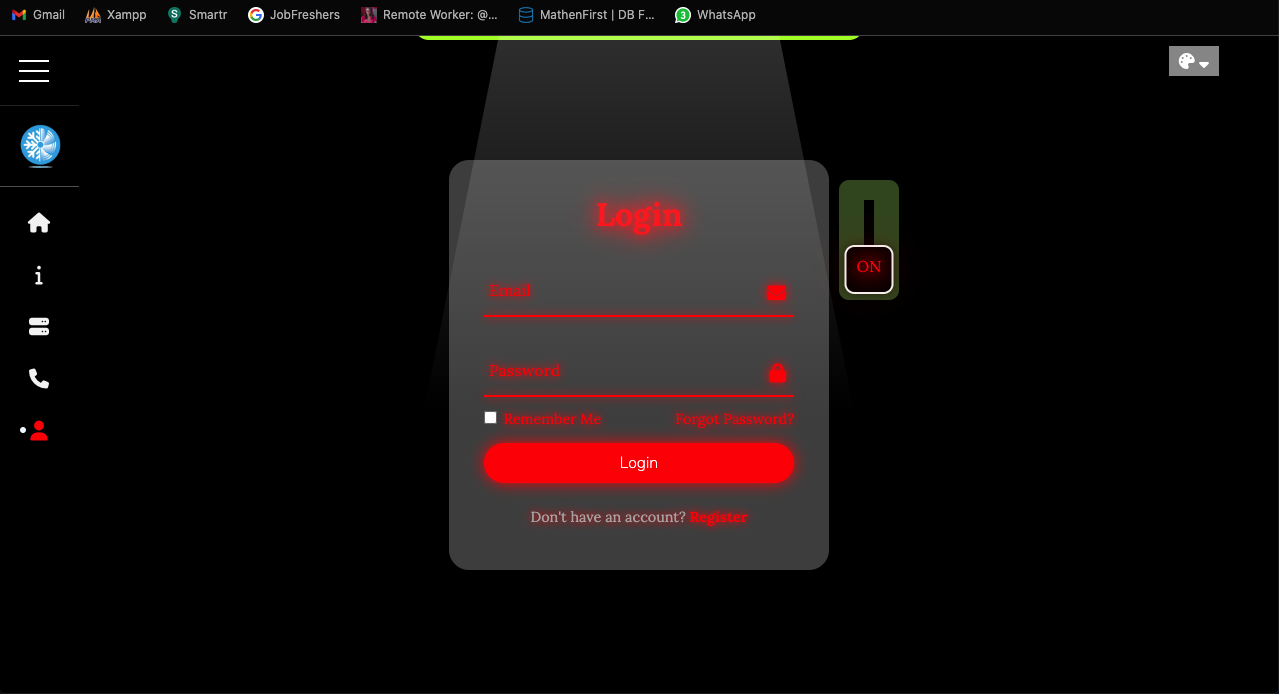 Gmail Xampp Smartr JobFreshers Remote Worker: @... MathenFirst | DB F... 3 WhatsApp
S
Login
Email
ON
Password
Remember Me Forgot Password?
Login
Don't have an account? Register